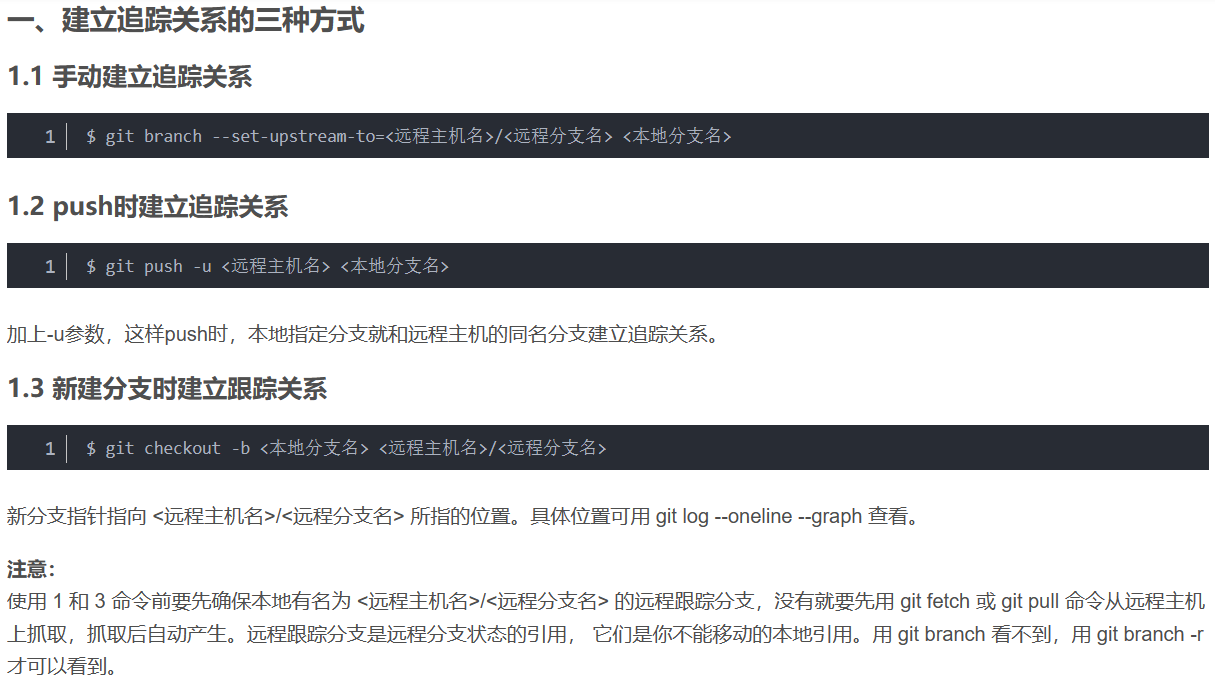 一、建立追踪关系的三种方式
1.1 手动建立追踪关系
1 $ git branch --set-upstream-to=<远程主机名>/<远程分支名> <本地分支名>
1.2 push时建立追踪关系
1 $ git push -u <远程主机名> <本地分支名>
加上-u参数，这样push时，本地指定分支就和远程主机的同名分支建立追踪关系。
1.3 新建分支时建立跟踪关系
1 $ git checkout -b <本地分支名> <远程主机名>/<远程分支名>
新分支指针指向 <远程主机名>/<远程分支名> 所指的位置。具体位置可用 git log --oneline --graph 查看。
注意：
使用 1 和 3 命令前要先确保本地有名为 <远程主机名>/<远程分支名> 的远程跟踪分支，没有就要先用 git fetch 或 git pull 命令从远程主机
上抓取，抓取后自动产生。远程跟踪分支是远程分支状态的引用， 它们是你不能移动的本地引用。用 git branch 看不到，用 git branch -r
才可以看到。